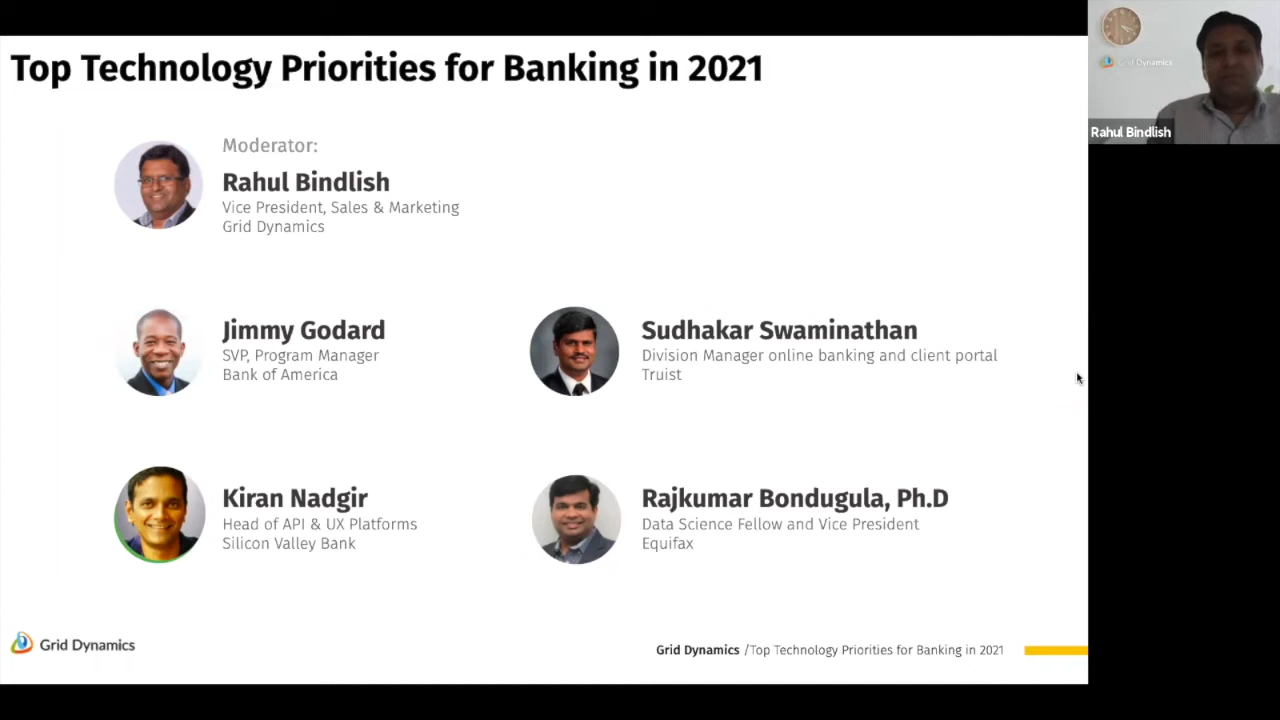 Top Technology Priorities for Banking in 2021
Moderator:
Rahul Bindlish
Vice President, Sales & Marketing
Grid Dynamics
Jimmy Godard
SVP, Program Manager
Bank of America
Sudhakar Swaminathan
Division Manager online banking and client portal
Truist
Kiran Nadgir
Head of API & UX Platforms
Silicon Valley Bank
Rajkumar Bondugula, Ph.D
Data Science Fellow and Vice President
Equifax
Grid Dynamics
Grid Dynamics /Top Technology Priorities for Banking in 2021
Grid Dynamics
Rahul Bindlish